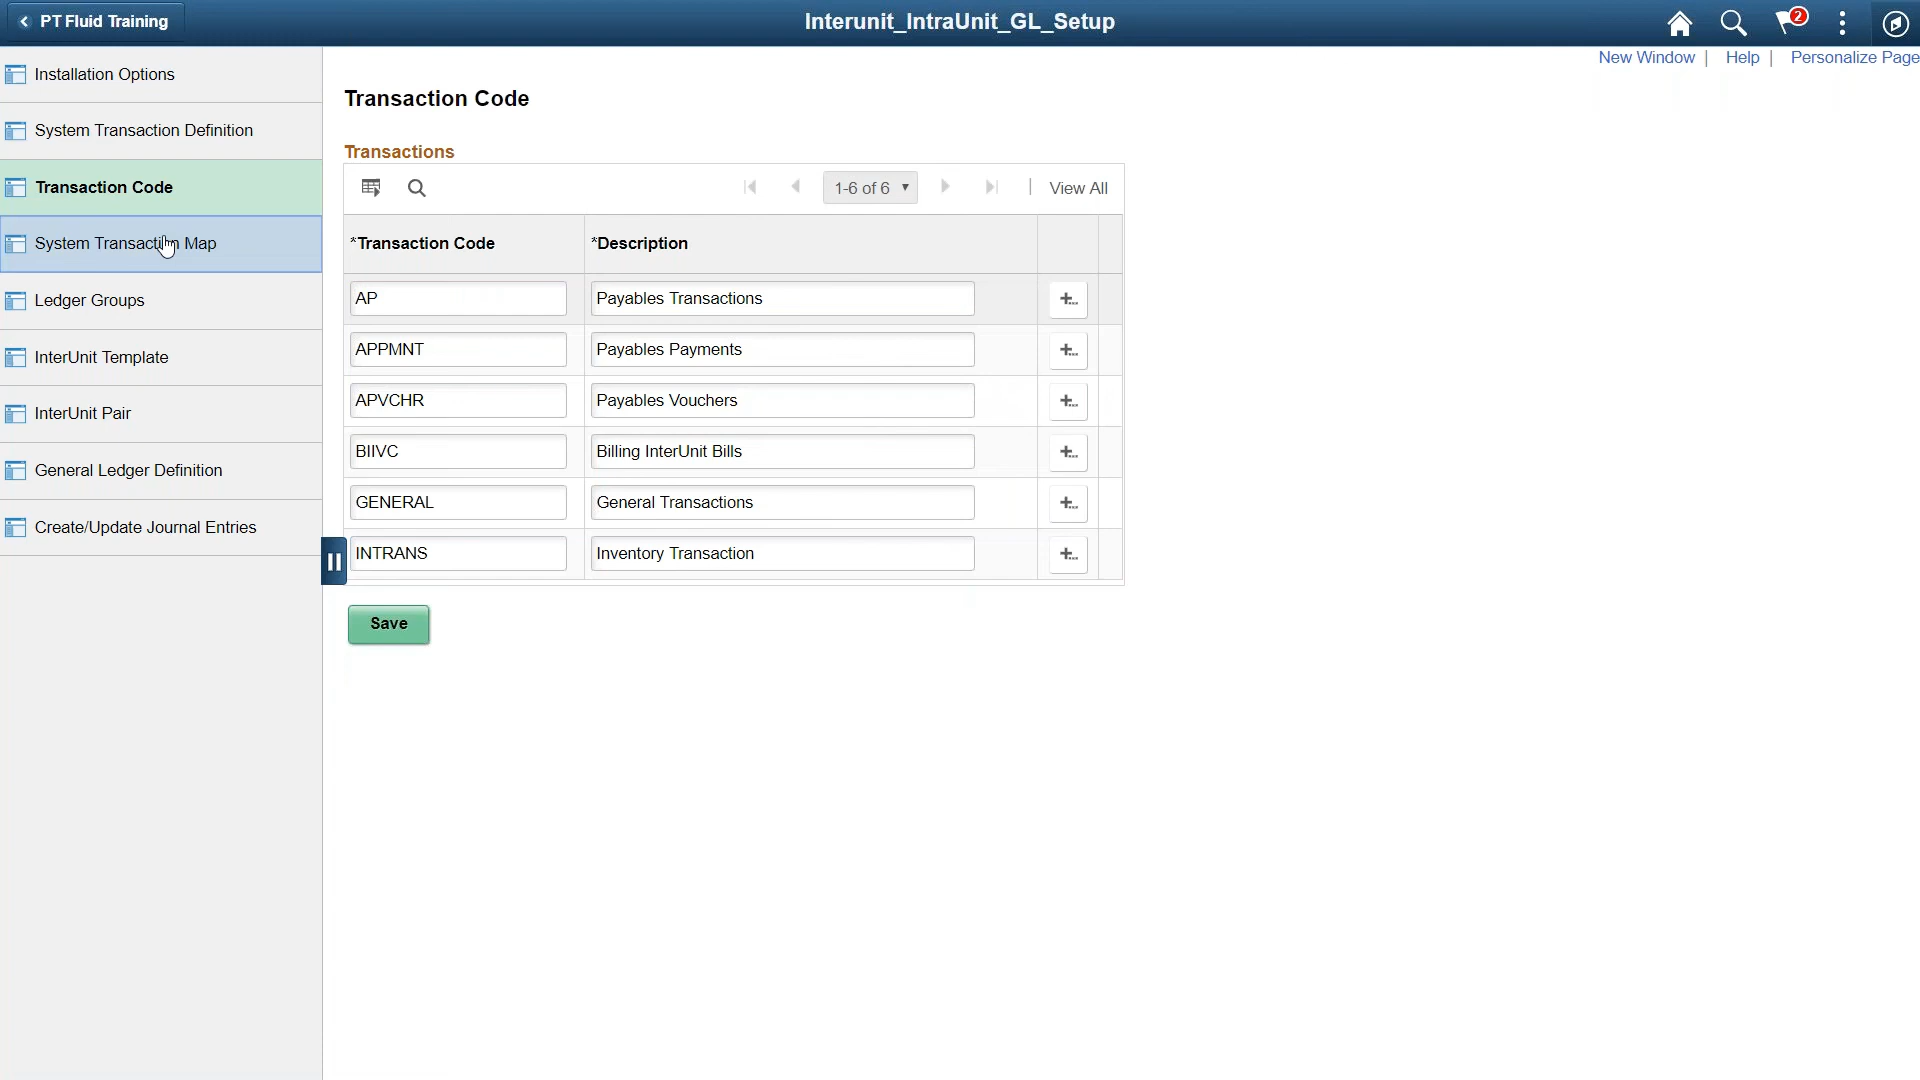 PT Fluid Training
Interunit_IntraUnit_GL_Setup
2
New Window | Help | Personalize Page
Installation Options
System Transaction Definition
Transaction Code
System Transaction Map
Ledger Groups
InterUnit Template
InterUnit Pair
General Ledger Definition
Create/Update Journal Entries
Transaction Code
Transactions
1-6 of 6
| View All
*Transaction Code *Description
AP Payables Transactions
APPMNT Payables Payments
APVCHR Payables Vouchers
BIIVC Billing InterUnit Bills
GENERAL General Transactions
INTRANS Inventory Transaction
Save